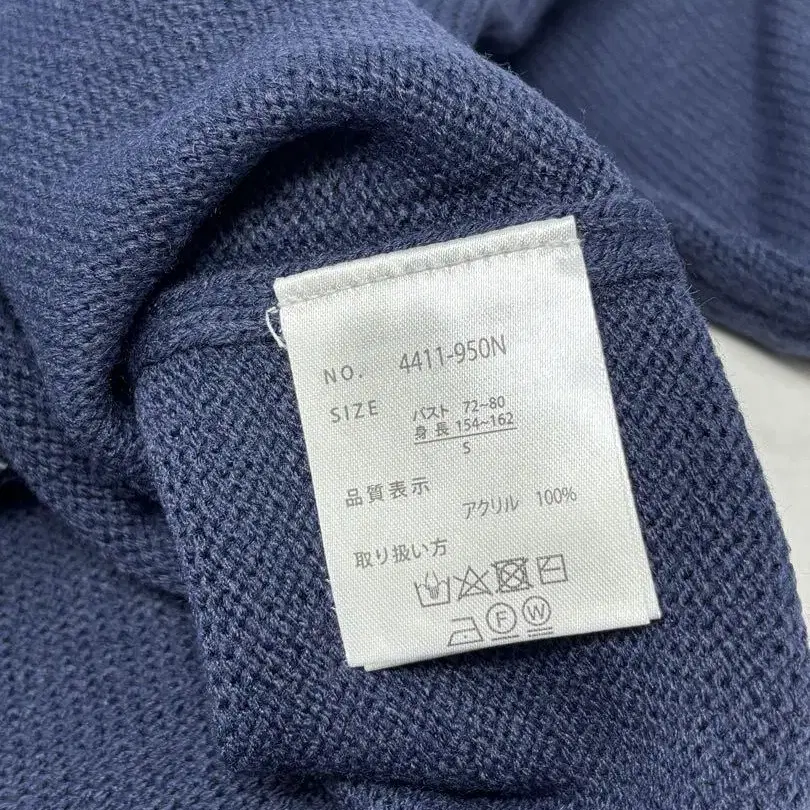 NO. 4411-950N
SIZE バスト 72~80
身長 154~162
S
品質表示
アクリル 100%
取り扱い方
F W